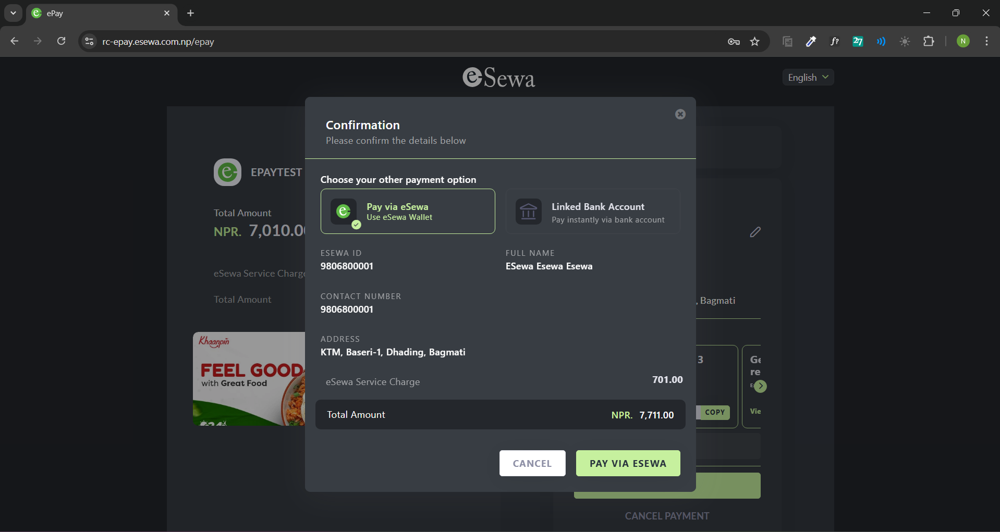 ePay
rc-epay.esewa.com.np/epay
f?
27
N
eSewa
English
Confirmation
Please confirm the details below
EPAYTEST
Choose your other payment option
Pay via eSewa
Use eSewa Wallet
Linked Bank Account
Pay instantly via bank account
Total Amount
NPR. 7,010.0
ESEWA ID
9806800001
FULL NAME
ESewa Esewa Esewa
eSewa Service Charge
CONTACT NUMBER
9806800001
Total Amount
, Bagmati
ADDRESS
KTM, Baseri-1, Dhading, Bagmati
Khaanpin
FEEL GOOD
with Great Food
3
Ge
re
eSewa Service Charge
701.00
Total Amount
NPR. 7,711.00
COPY
Vie
CANCEL
PAY VIA ESEWA
CANCEL PAYMENT